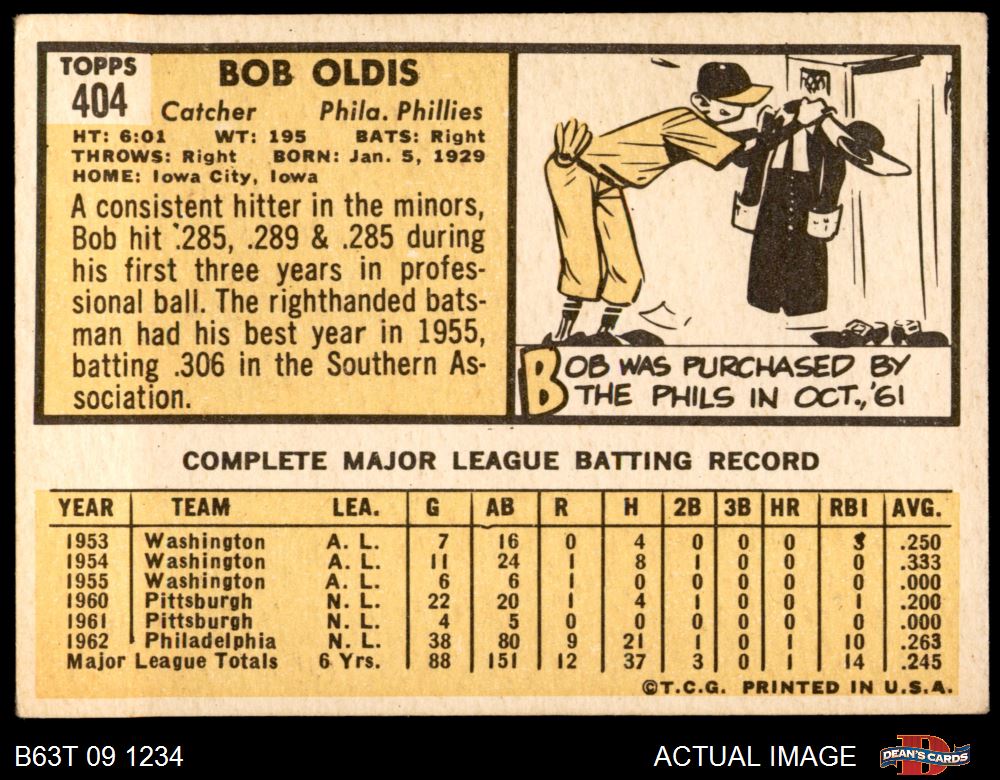 TOPPS
404
BOB OLDIS
Catcher Phila. Phillies
HT: 6:01 WT: 195 BATS: Right
THROWS: Right BORN: Jan. 5, 1929
HOME: Iowa City, Iowa
A consistent hitter in the minors,
Bob hit .285, .289 & .285 during
his first three years in profes-
sional ball. The righthanded bats-
man had his best year in 1955,
batting .306 in the Southern As-
sociation.
BOB WAS PURCHASED BY
THE PHILS IN OCT., '61
COMPLETE MAJOR LEAGUE BATTING RECORD
YEAR TEAM LEA. G AB R H 2B 3B HR RBI AVG.
1953 Washington A. L. 7 16 0 4 0 0 0 3 .250
1954 Washington A. L. 11 24 1 8 1 0 0 0 .333
1955 Washington A. L. 6 6 1 0 0 0 0 0 .000
1960 Pittsburgh N. L. 22 20 1 4 1 0 0 1 .200
1961 Pittsburgh N. L. 4 5 0 0 0 0 0 0 .000
1962 Philadelphia N. L. 38 80 9 21 1 0 1 10 .263
Major League Totals 6 Yrs. 88 151 12 37 3 0 1 14 .245
©T.C.G. PRINTED IN U.S.A.
B63T 09 1234 ACTUAL IMAGE DEAN'S CARDS